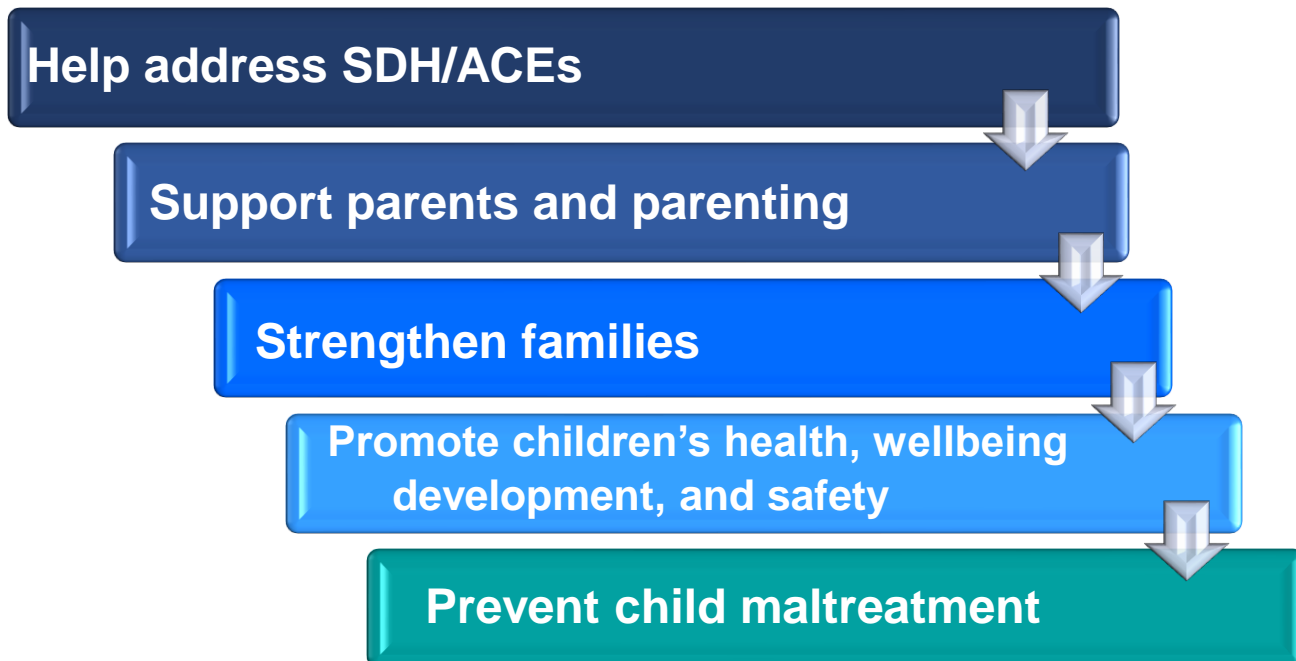 Help address SDH/ACEs
Support parents and parenting
Strengthen families
Promote children’s health, wellbeing
development, and safety
Prevent child maltreatment